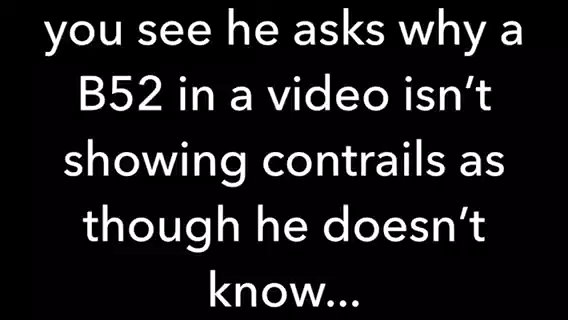 you see he asks why a
B52 in a video isn’t
showing contrails as
though he doesn’t
know...